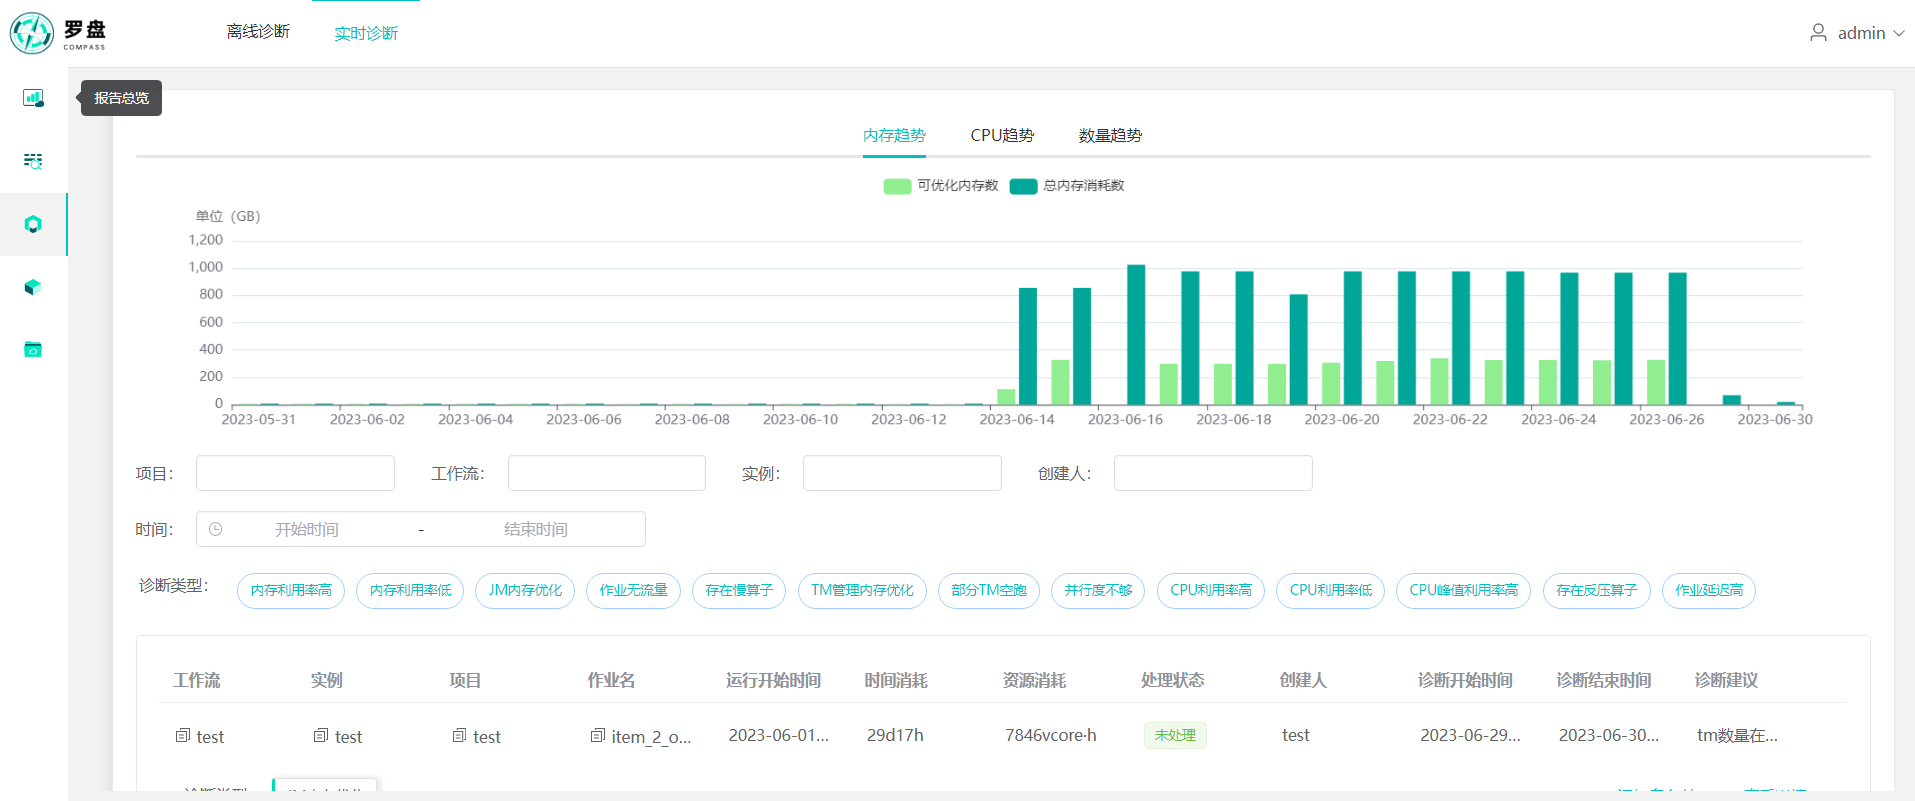 罗盘
COMPASS
离线诊断
实时诊断
admin
报告总览
内存趋势
CPU趋势
数量趋势
可优化内存数
总内存消耗数
单位（GB）
1,200
1,000
800
600
400
200
0
2023-05-31 2023-06-02 2023-06-04 2023-06-06 2023-06-08 2023-06-10 2023-06-12 2023-06-14 2023-06-16 2023-06-18 2023-06-20 2023-06-22 2023-06-24 2023-06-26 2023-06-30
项目： 工作流： 实例： 创建人：
时间： 开始时间 - 结束时间
诊断类型： 内存利用率高 内存利用率低 JM内存优化 作业无流量 存在慢算子 TM管理内存优化 部分TM空跑 并行度不够 CPU利用率高 CPU利用率低 CPU峰值利用率高 存在反压算子 作业延迟高
工作流 实例 项目 作业名 运行开始时间 时间消耗 资源消耗 处理状态 创建人 诊断开始时间 诊断结束时间 诊断建议
test test test item_2_o... 2023-06-01... 29d17h 7846vcore·h 未处理 test 2023-06-29... 2023-06-30... tm数量在...